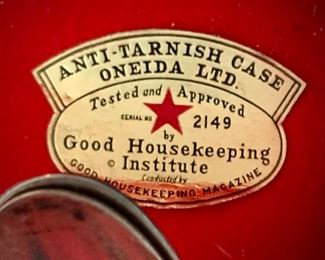 ANTI-TARNISH CASE
ONEIDA LTD.
Tested and Approved
SERIAL NO 2149
by
Good Housekeeping
© Institute
Conducted by
GOOD HOUSEKEEPING MAGAZINE